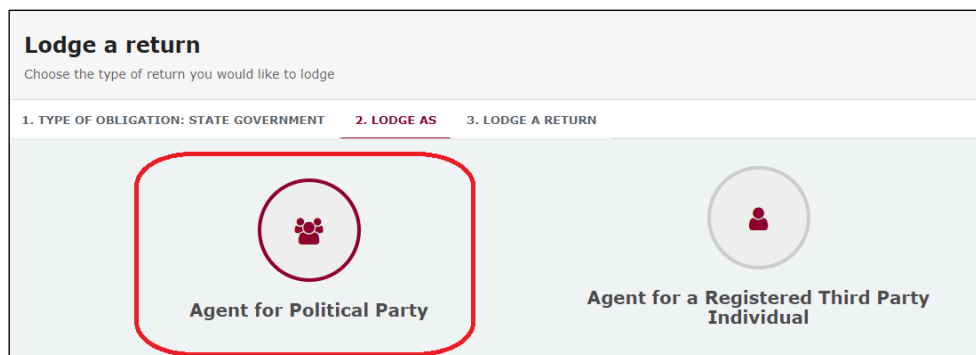 Lodge a return
Choose the type of return you would like to lodge
1. TYPE OF OBLIGATION: STATE GOVERNMENT 2. LODGE AS 3. LODGE A RETURN
Agent for Political Party
Agent for a Registered Third Party
Individual